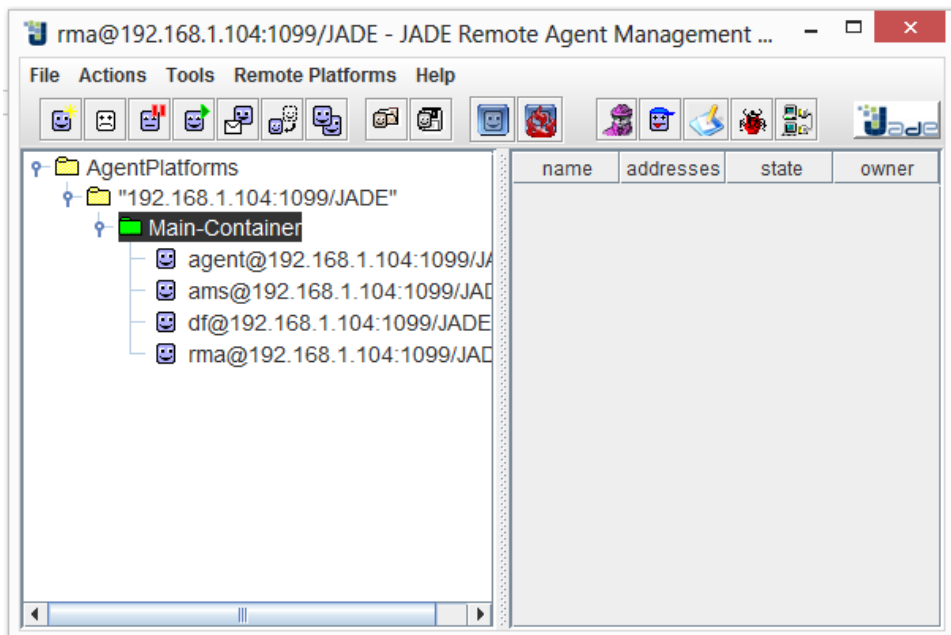 rma@192.168.1.104:1099/JADE - JADE Remote Agent Management ...
File Actions Tools Remote Platforms Help
Jade
AgentPlatforms
"192.168.1.104:1099/JADE"
Main-Container
agent@192.168.1.104:1099/JA
ams@192.168.1.104:1099/JAD
df@192.168.1.104:1099/JADE
rma@192.168.1.104:1099/JAD
name addresses state owner